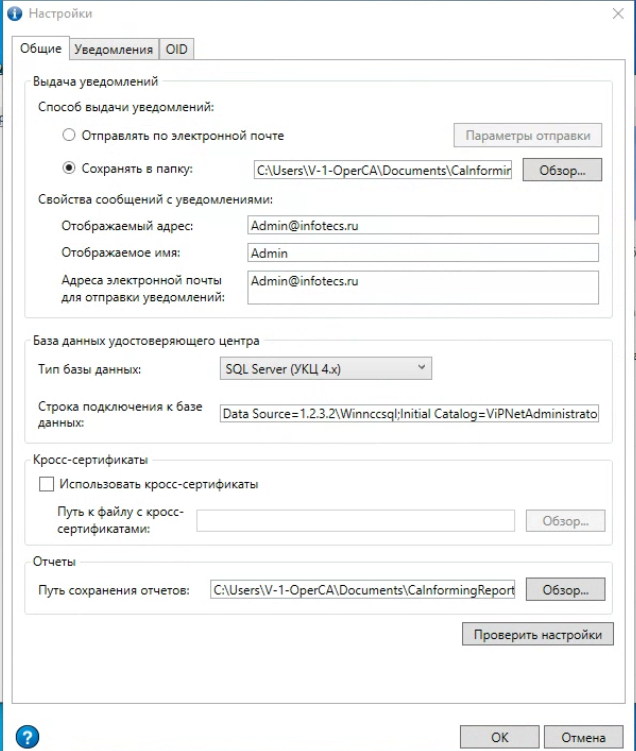 Настройки
Общие Уведомления OID
Выдача уведомлений
Способ выдачи уведомлений:
Отправлять по электронной почте Параметры отправки
Сохранять в папку: C:\Users\V-1-OperCA\Documents\CaInformir Обзор...
Свойства сообщений с уведомлениями:
Отображаемый адрес: Admin@infotecs.ru
Отображаемое имя: Admin
Адреса электронной почты Admin@infotecs.ru
для отправки уведомлений:
База данных удостоверяющего центра
Тип базы данных: SQL Server (УКЦ 4.x)
Строка подключения к базе
данных: Data Source=1.2.3.2\Winnccsql;Initial Catalog=ViPNetAdministrato
Кросс-сертификаты
Использовать кросс-сертификаты
Путь к файлу с кросс-
сертификатами: Обзор...
Отчеты
Путь сохранения отчетов: C:\Users\V-1-OperCA\Documents\CaInformingReport Обзор...
Проверить настройки
? ОК Отмена